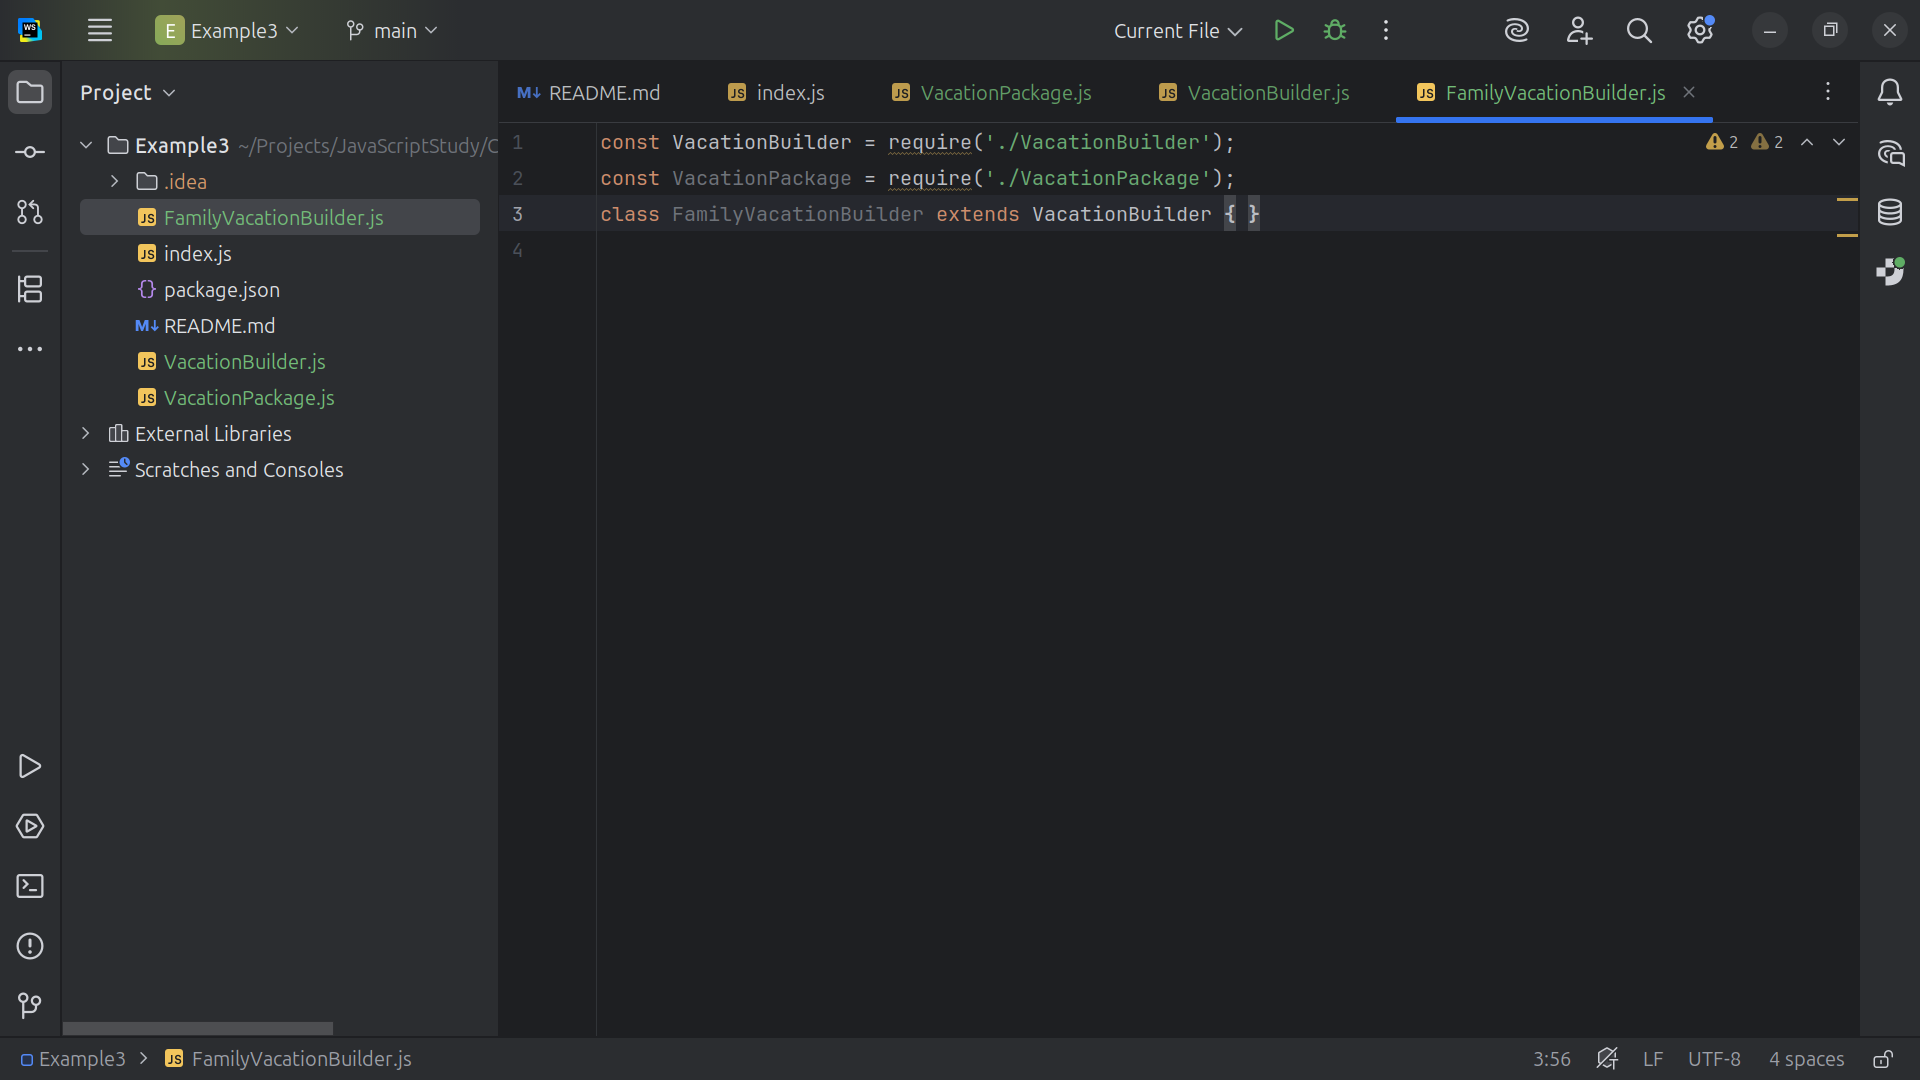 WS
E Example3
main
Current File
Project
README.md
index.js
VacationPackage.js
VacationBuilder.js
FamilyVacationBuilder.js
Example3 ~/Projects/JavaScriptStudy/C
.idea
FamilyVacationBuilder.js
index.js
package.json
README.md
VacationBuilder.js
VacationPackage.js
External Libraries
Scratches and Consoles
1 const VacationBuilder = require('./VacationBuilder');
2 const VacationPackage = require('./VacationPackage');
3 class FamilyVacationBuilder extends VacationBuilder { }
4
2 2
Example3 > FamilyVacationBuilder.js
3:56 LF UTF-8 4 spaces